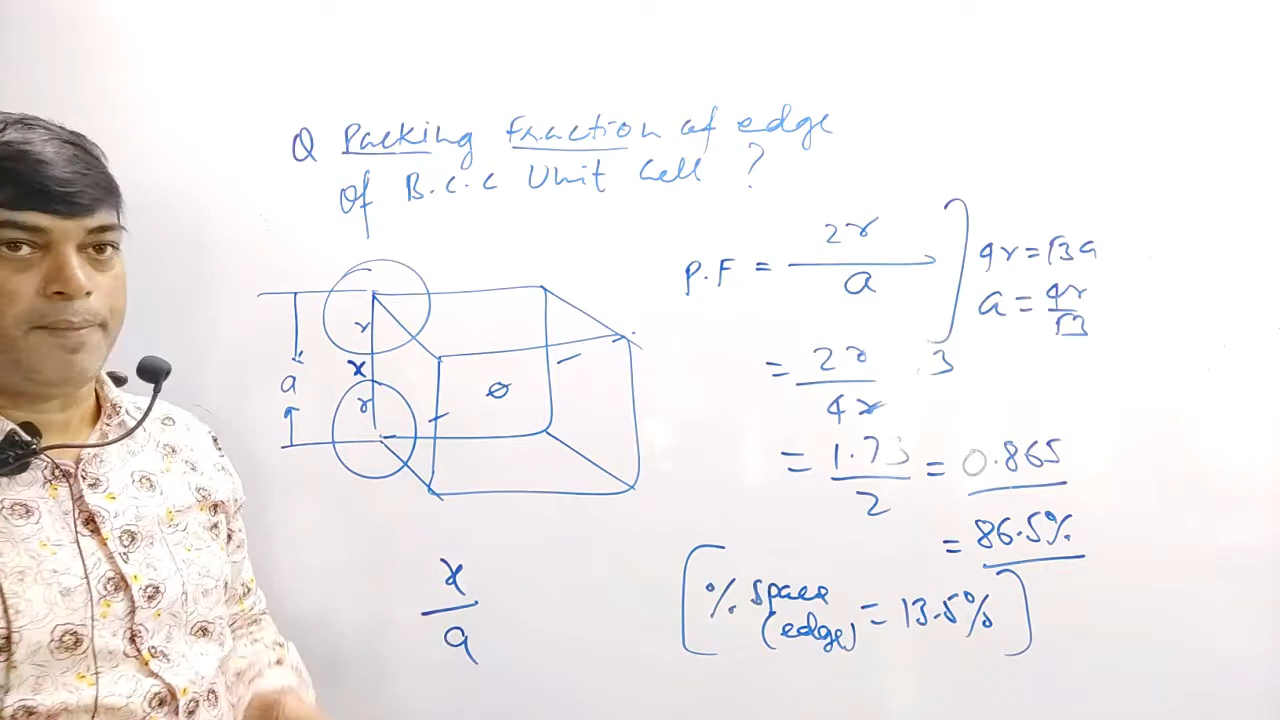 Q Packing fraction of edge
of B.C.C Unit Cell ?
P.F = 2r / a
4r = √3a
a = 4r / √3
= 2r / 4r √3
= 1.73 / 2 = 0.865
= 86.5%
% space (edge) = 13.5%
r
x
r
a
x / a